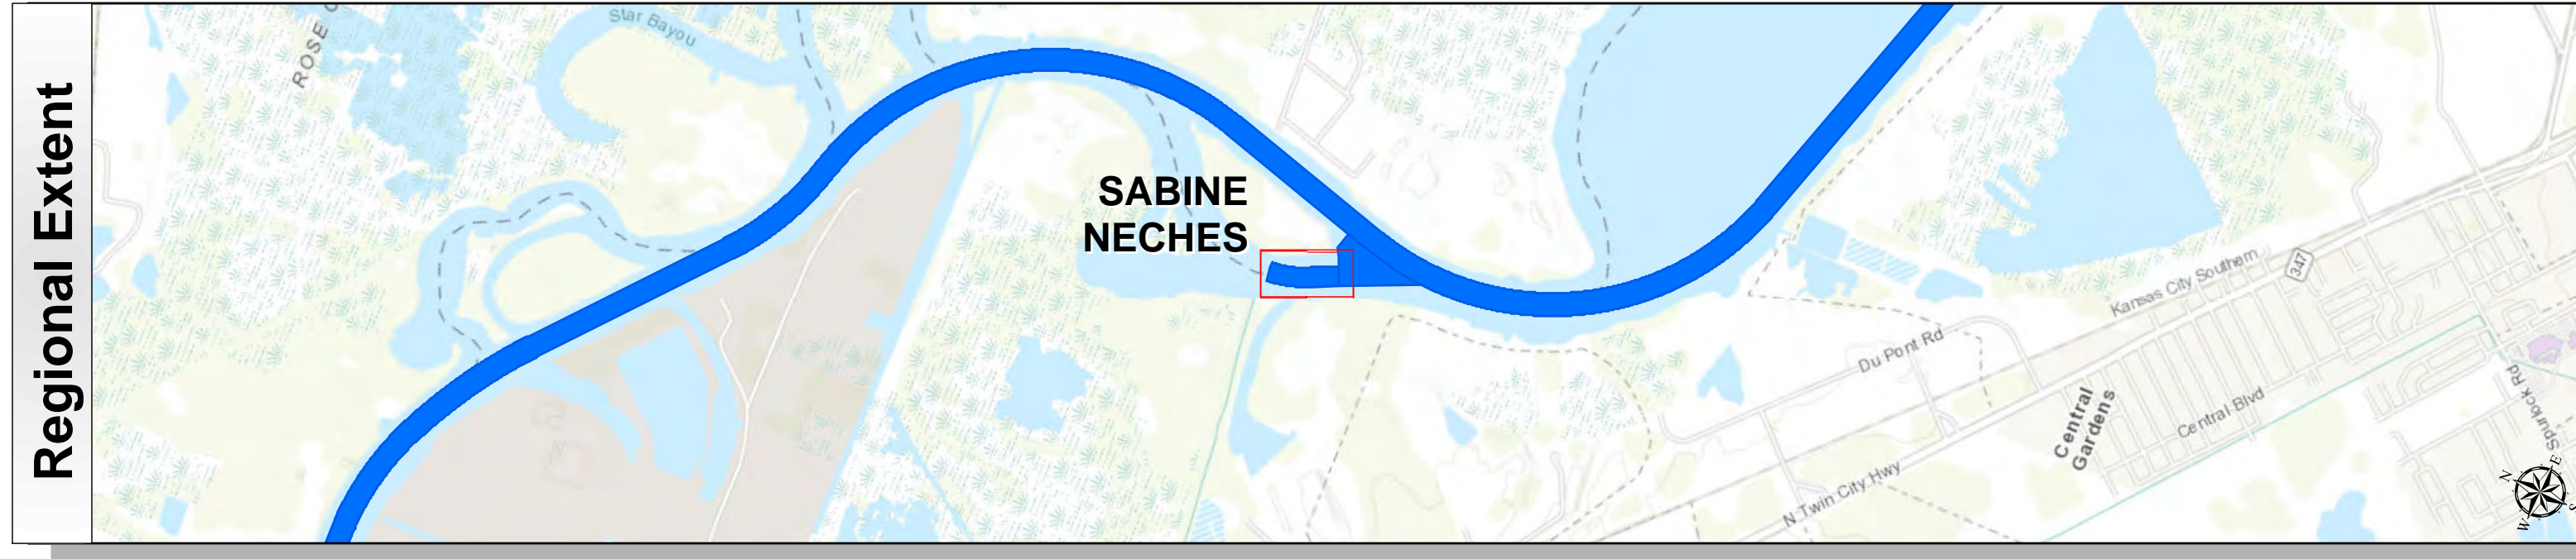 Regional Extent
ROSE C
Star Bayou
SABINE
NECHES
Kansas City Southern
347
Du Pont Rd
Central
Gardens
Central Blvd
N Twin City Hwy
Spurlock Rd
N
E
W
S